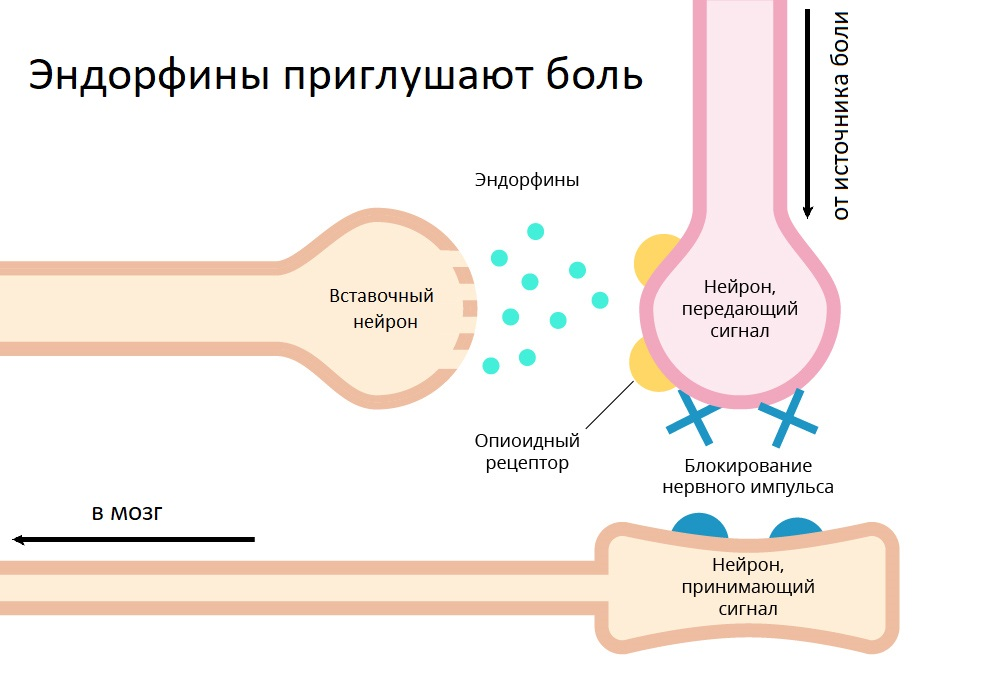 Эндорфины приглушают боль
от источника боли
Эндорфины
Вставочный
нейрон
Нейрон,
передающий
сигнал
Опиоидный
рецептор
Блокирование
нервного импульса
в мозг
Нейрон,
принимающий
сигнал